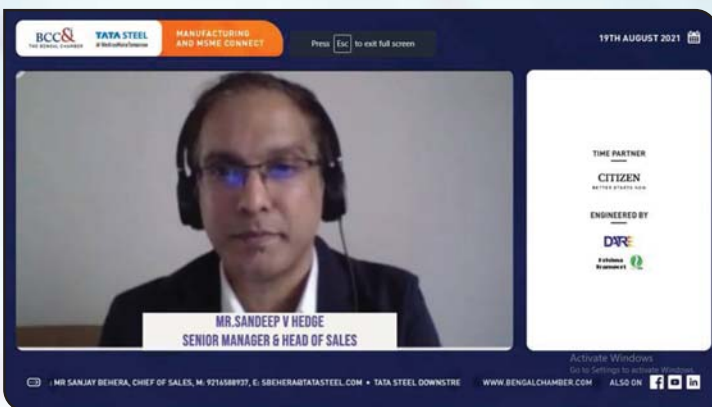 BCC&I
THE BENGAL CHAMBER
TATA STEEL
# WeAlsoMakeTomorrow
MANUFACTURING
AND MSME CONNECT
Press Esc to exit full screen
19TH AUGUST 2021
TIME PARTNER
CITIZEN
BETTER STARTS NOW
ENGINEERED BY
MR.SANDEEP V HEDGE
SENIOR MANAGER & HEAD OF SALES
Activate Windows
Go to Settings to activate Windows.
: MR SANJAY BEHERA, CHIEF OF SALES, M: 9216588937, E: SBEHERA@TATASTEEL.COM • TATA STEEL DOWNSTRE
WWW.BENGALCHAMBER.COM
ALSO ON